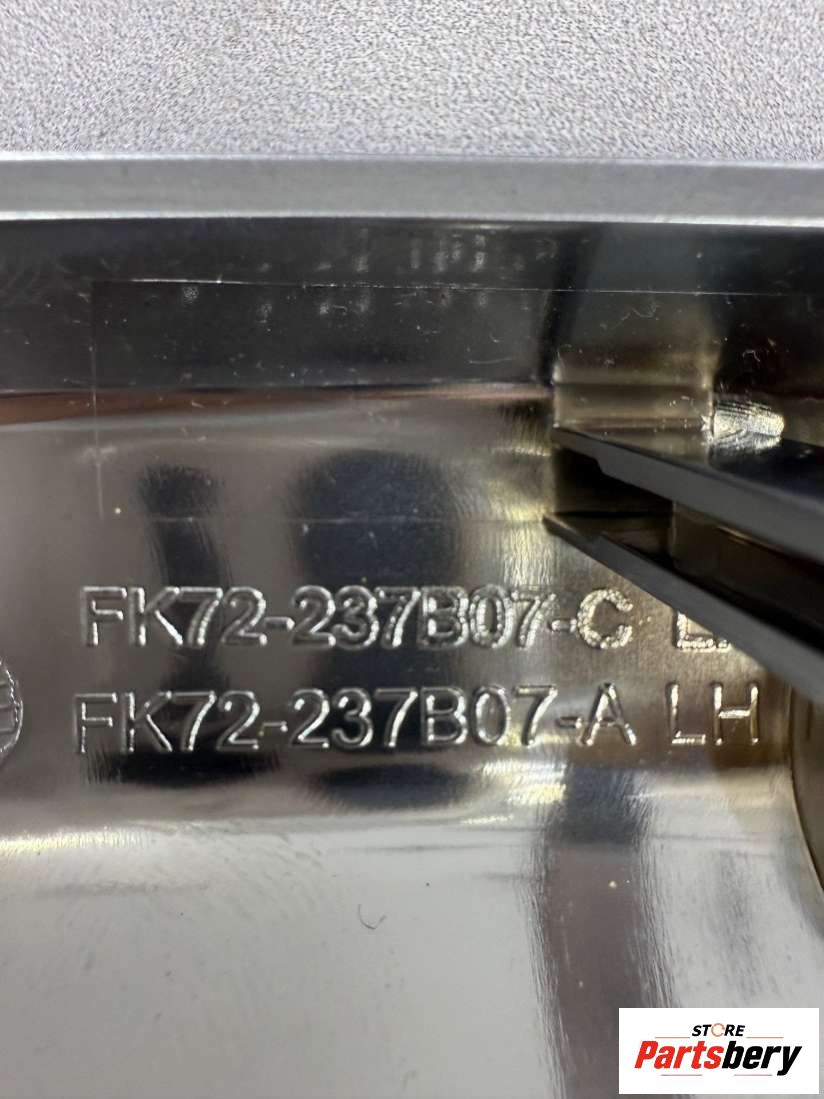 FK72-237B07-C
FK72-237B07-A LH
STORE
Partsbery